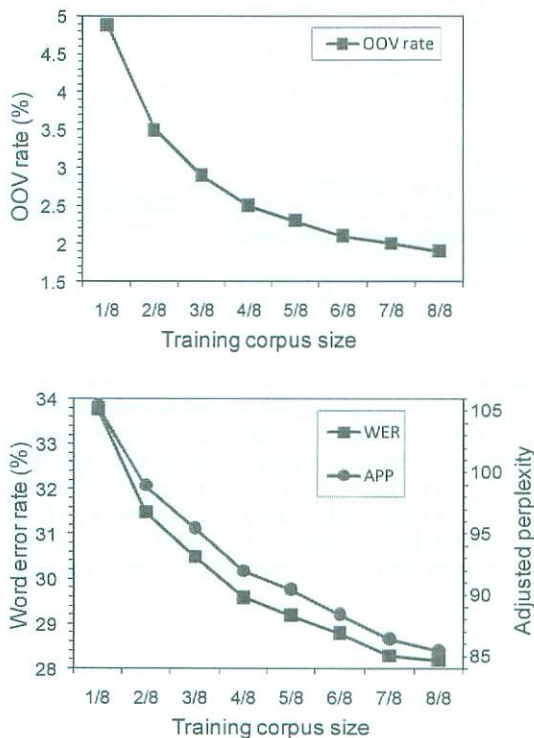 5
4.5
4
3.5
3
2.5
2
1.5
OOV rate (%)
OOV rate
1/8 2/8 3/8 4/8 5/8 6/8 7/8 8/8
Training corpus size
34
33
32
31
30
29
28
Word error rate (%)
WER
APP
105
100
95
90
85
Adjusted perplexity
1/8 2/8 3/8 4/8 5/8 6/8 7/8 8/8
Training corpus size